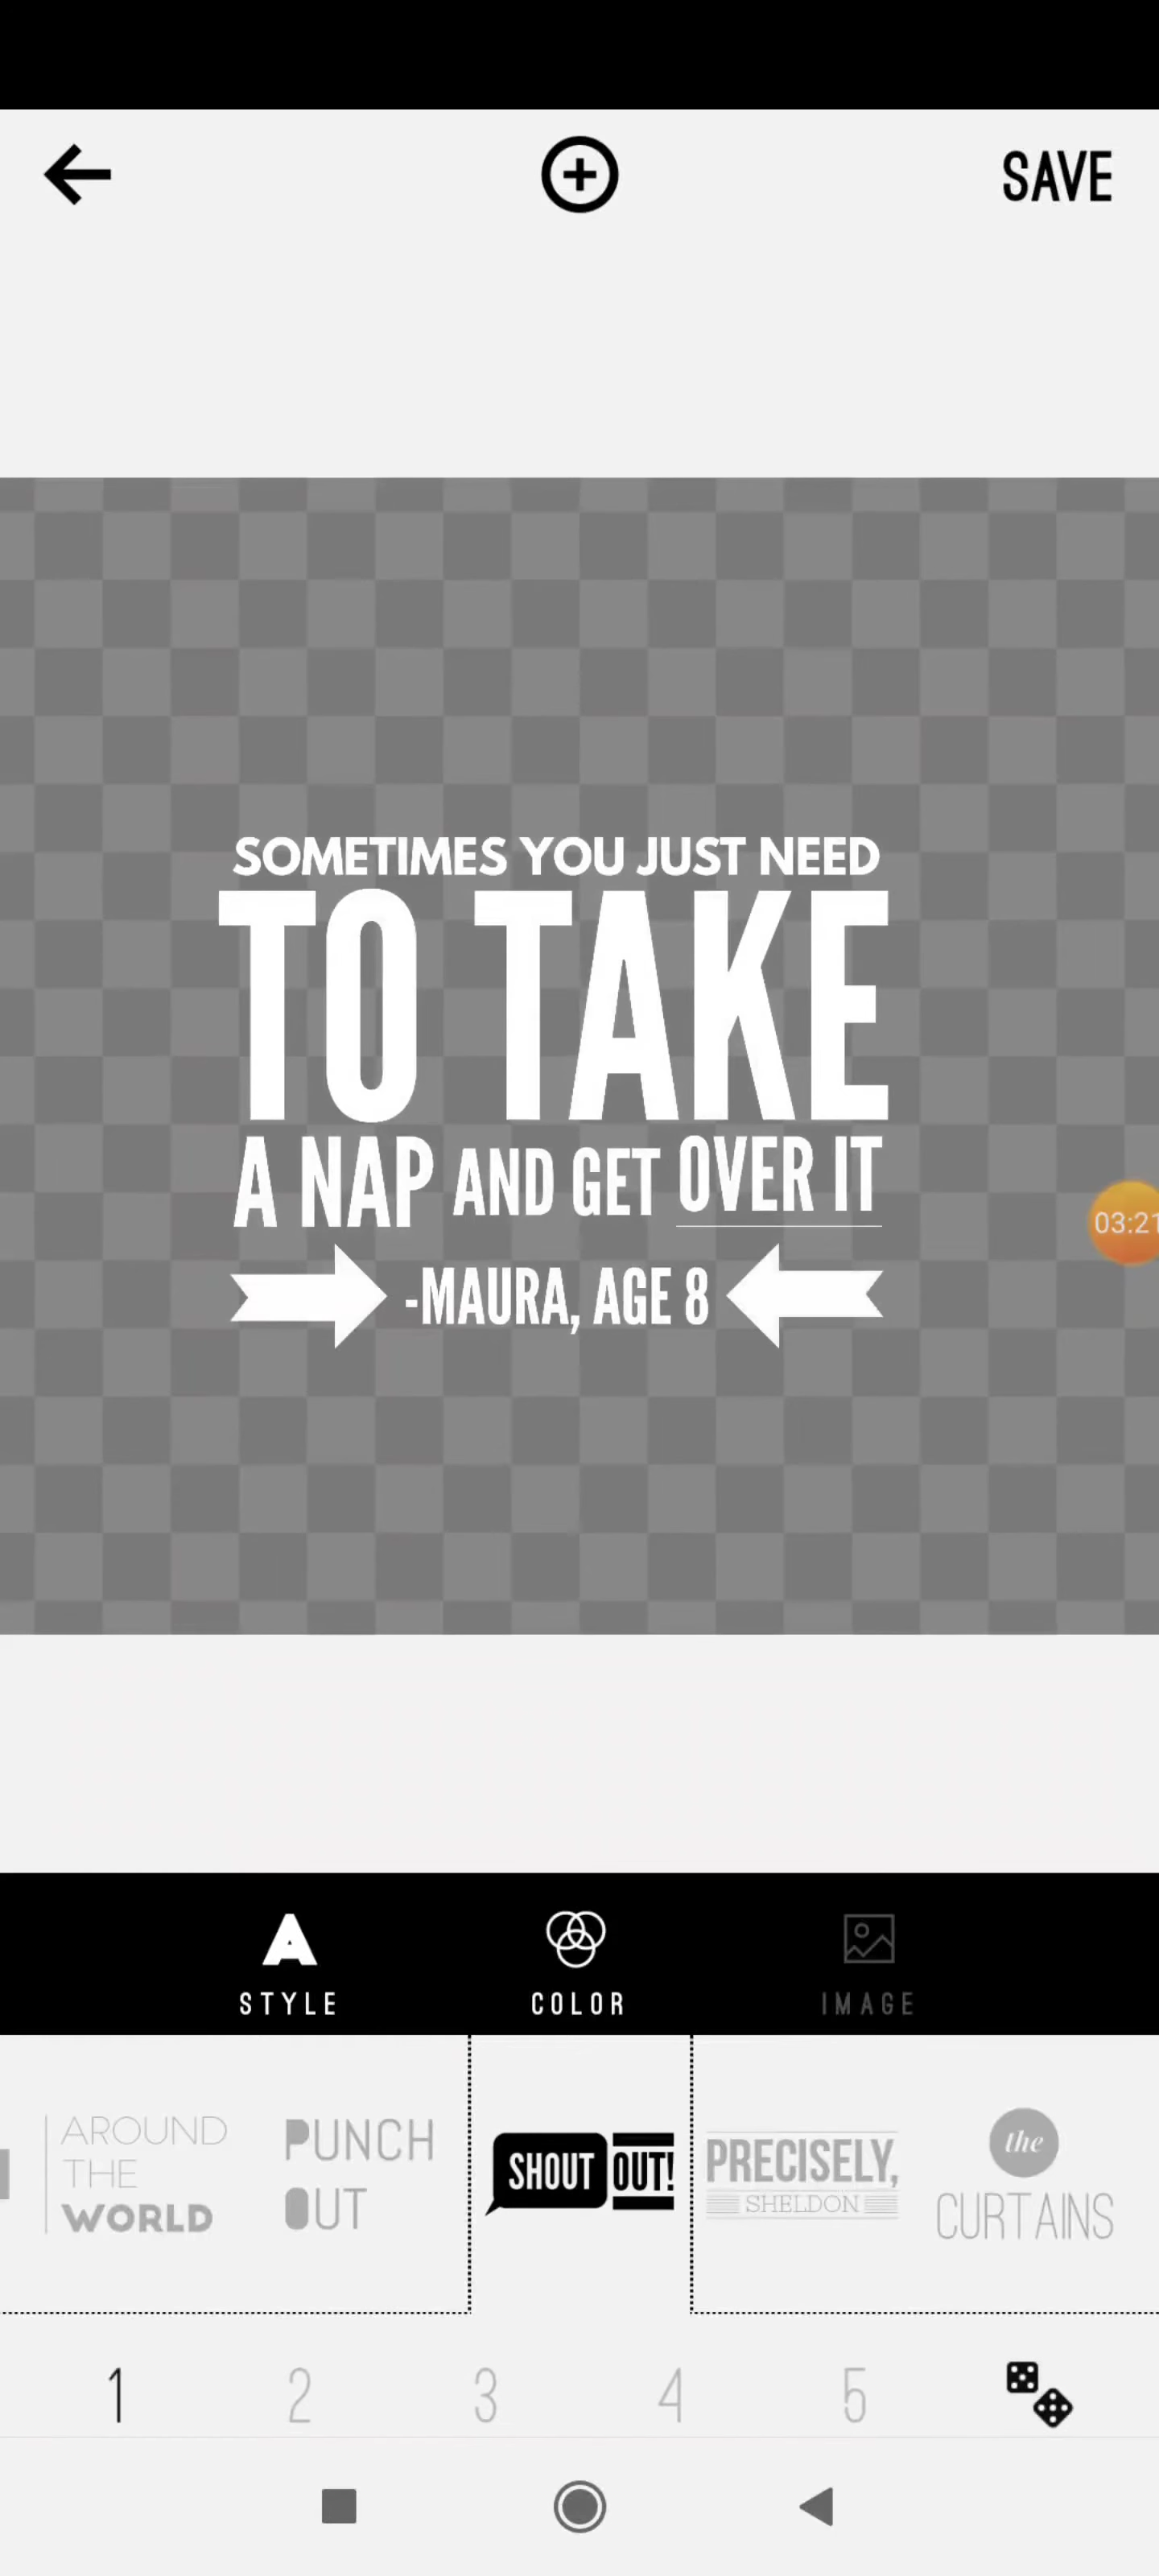 SAVE
SOMETIMES YOU JUST NEED
TO TAKE
A NAP AND GET OVER IT
-MAURA, AGE 8
03:21
STYLE COLOR IMAGE
AROUND
THE
WORLD
PUNCH
OUT
SHOUT OUT!
PRECISELY,
SHELDON
the
CURTAINS
1 2 3 4 5